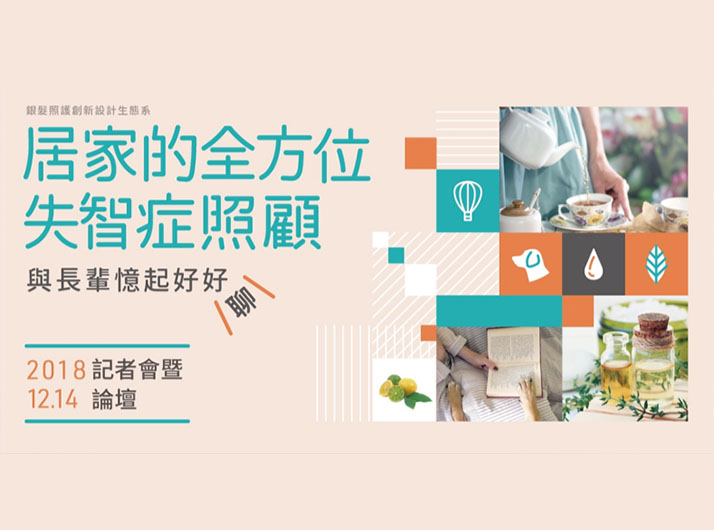 銀髮照護創新設計生態系
居家的全方位
失智症照顧
與長輩憶起好好聊
2018 記者會暨
12.14 論壇